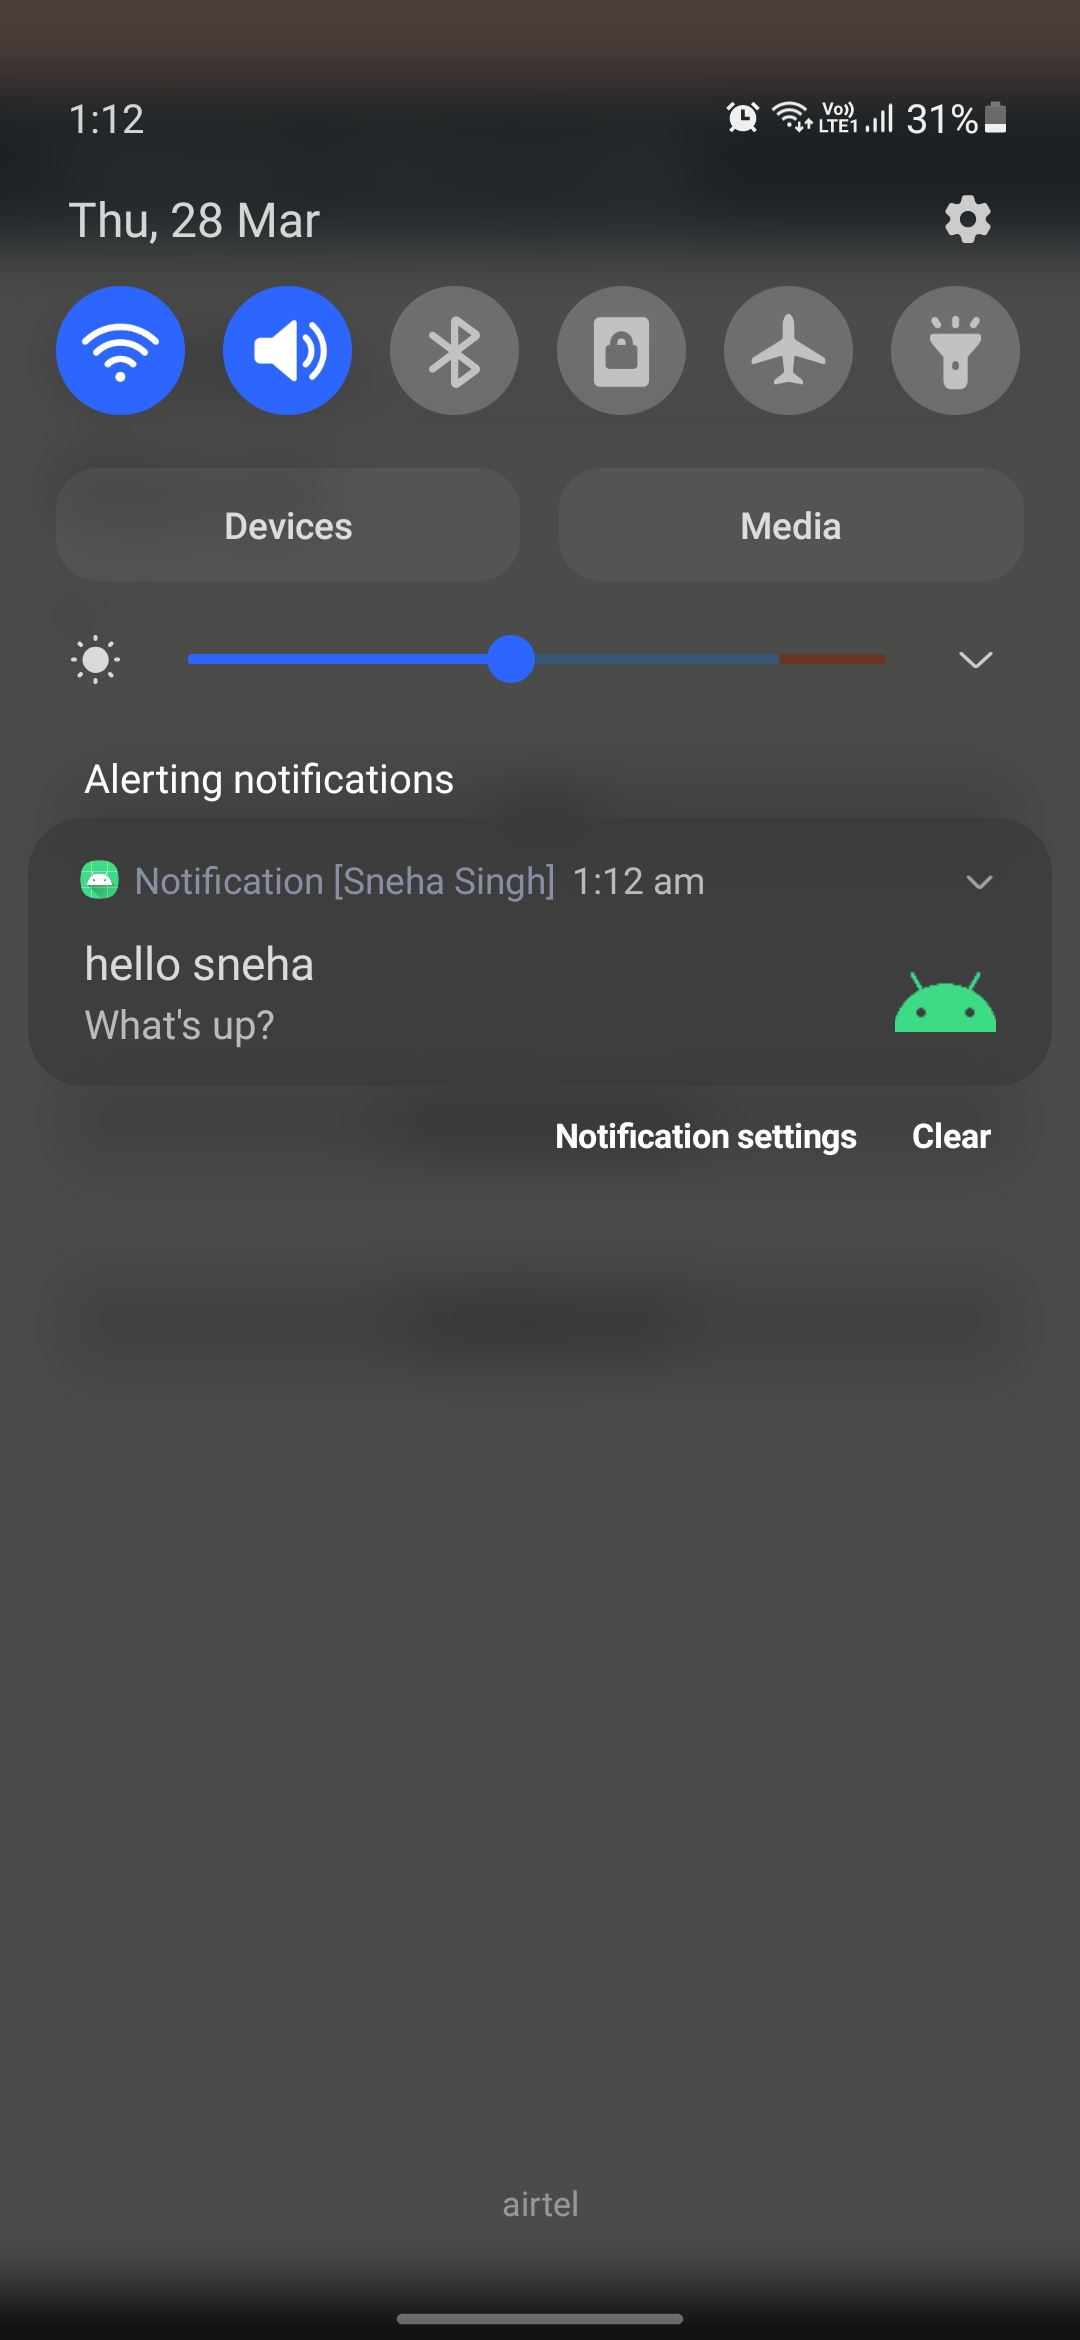 1:12
Vo)) LTE1 31%
Thu, 28 Mar
Devices Media
Alerting notifications
Notification [Sneha Singh] 1:12 am
hello sneha
What's up?
Notification settings Clear
airtel